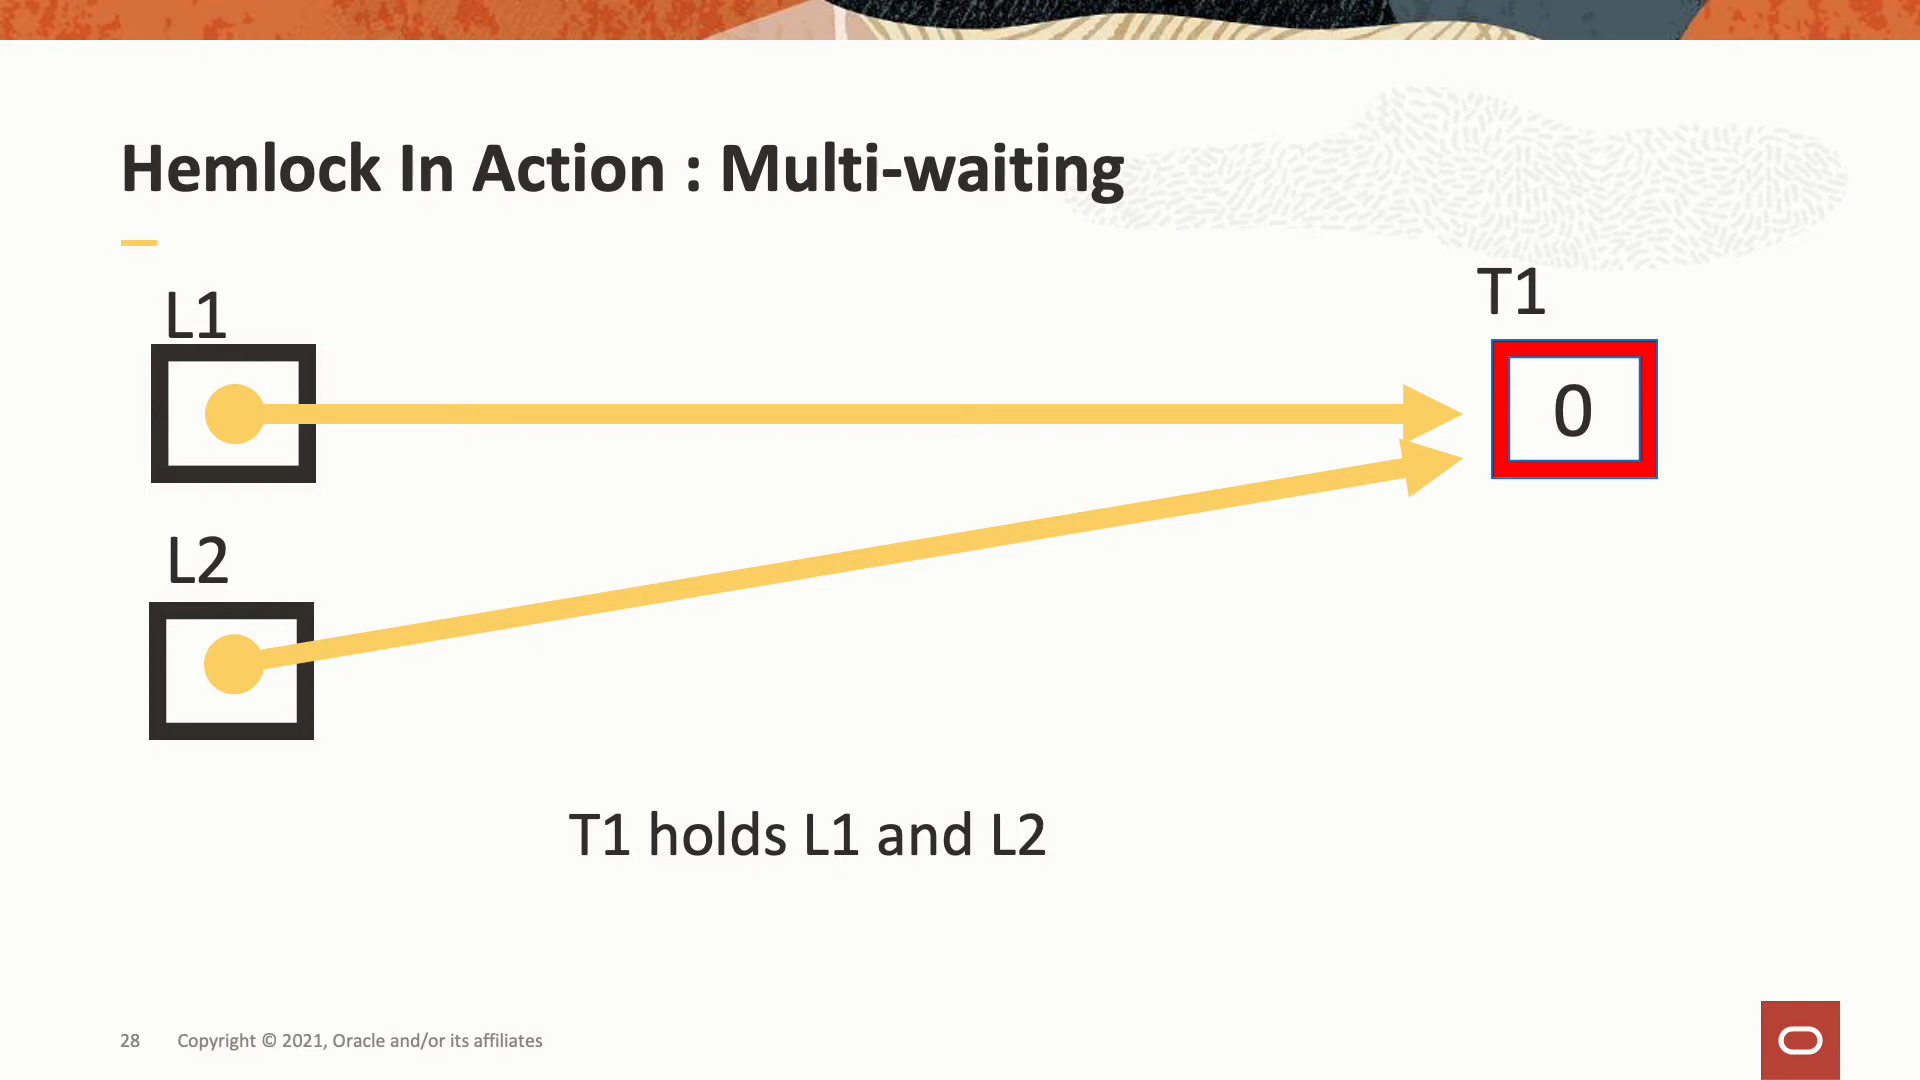 Hemlock In Action : Multi-waiting
L1
T1
0
L2
T1 holds L1 and L2
28 Copyright © 2021, Oracle and/or its affiliates